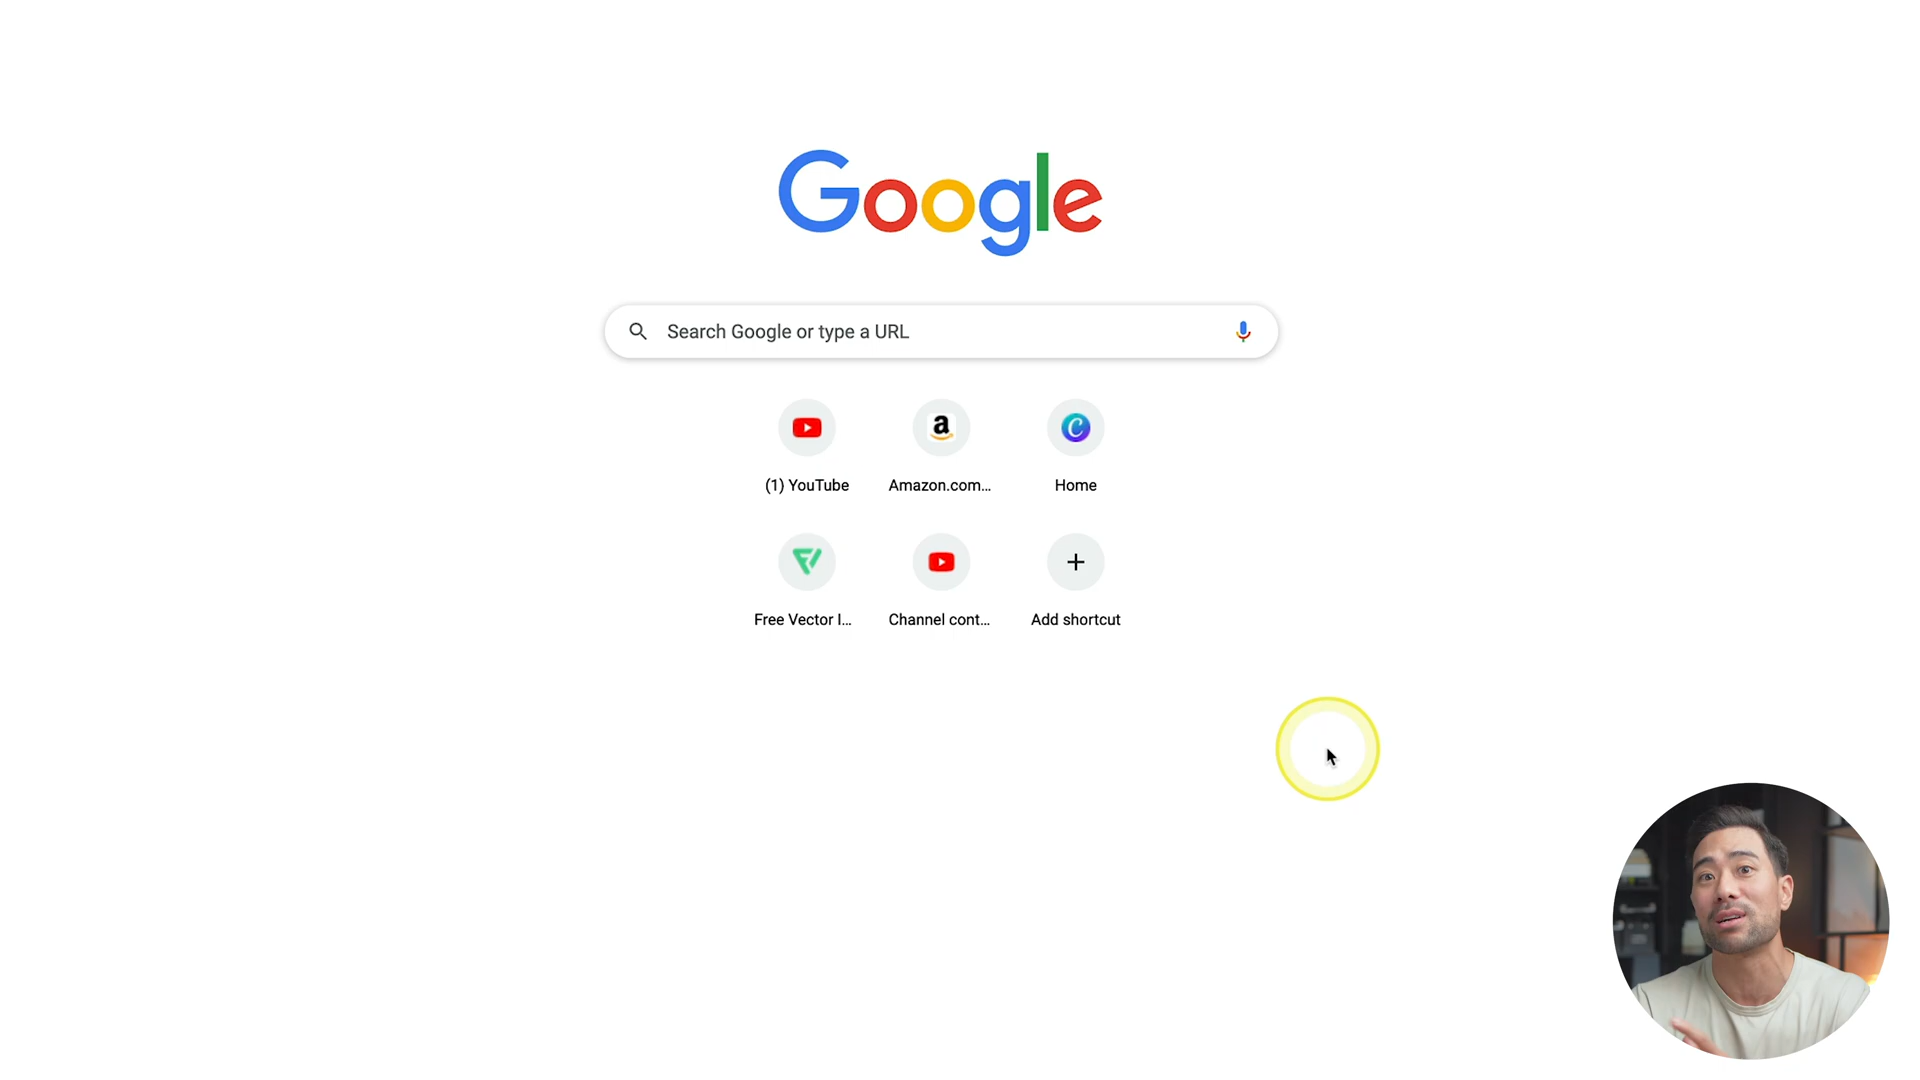 Google
Search Google or type a URL
a
C
(1) YouTube
Amazon.com...
Home
Free Vector I...
Channel cont...
Add shortcut